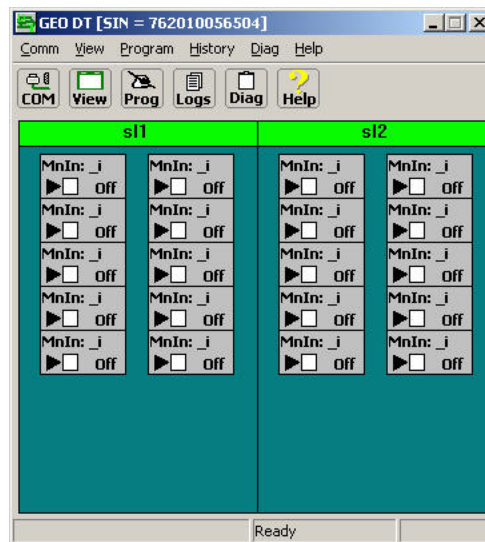 GEO DT [SIN = 762010056504]
Comm View Program History Diag Help
COM View Prog Logs Diag Help
sl1 sl2
MnIn: _i MnIn: _i MnIn: _i MnIn: _i
Off Off Off Off
MnIn: _i MnIn: _i MnIn: _i MnIn: _i
Off Off Off Off
MnIn: _i MnIn: _i MnIn: _i MnIn: _i
Off Off Off Off
MnIn: _i MnIn: _i MnIn: _i MnIn: _i
Off Off Off Off
MnIn: _i MnIn: _i MnIn: _i MnIn: _i
Off Off Off Off
Ready